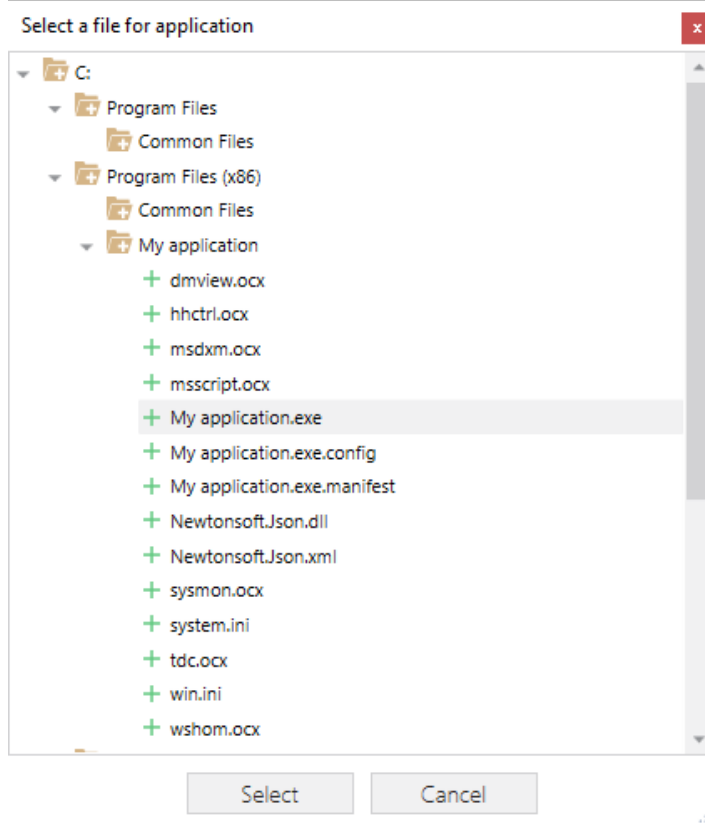 Select a file for application
x
C:
Program Files
Common Files
Program Files (x86)
Common Files
My application
dmview.ocx
hhctrl.ocx
msdxm.ocx
msscript.ocx
My application.exe
My application.exe.config
My application.exe.manifest
Newtonsoft.Json.dll
Newtonsoft.Json.xml
sysmon.ocx
system.ini
tdc.ocx
win.ini
wshom.ocx
Select Cancel